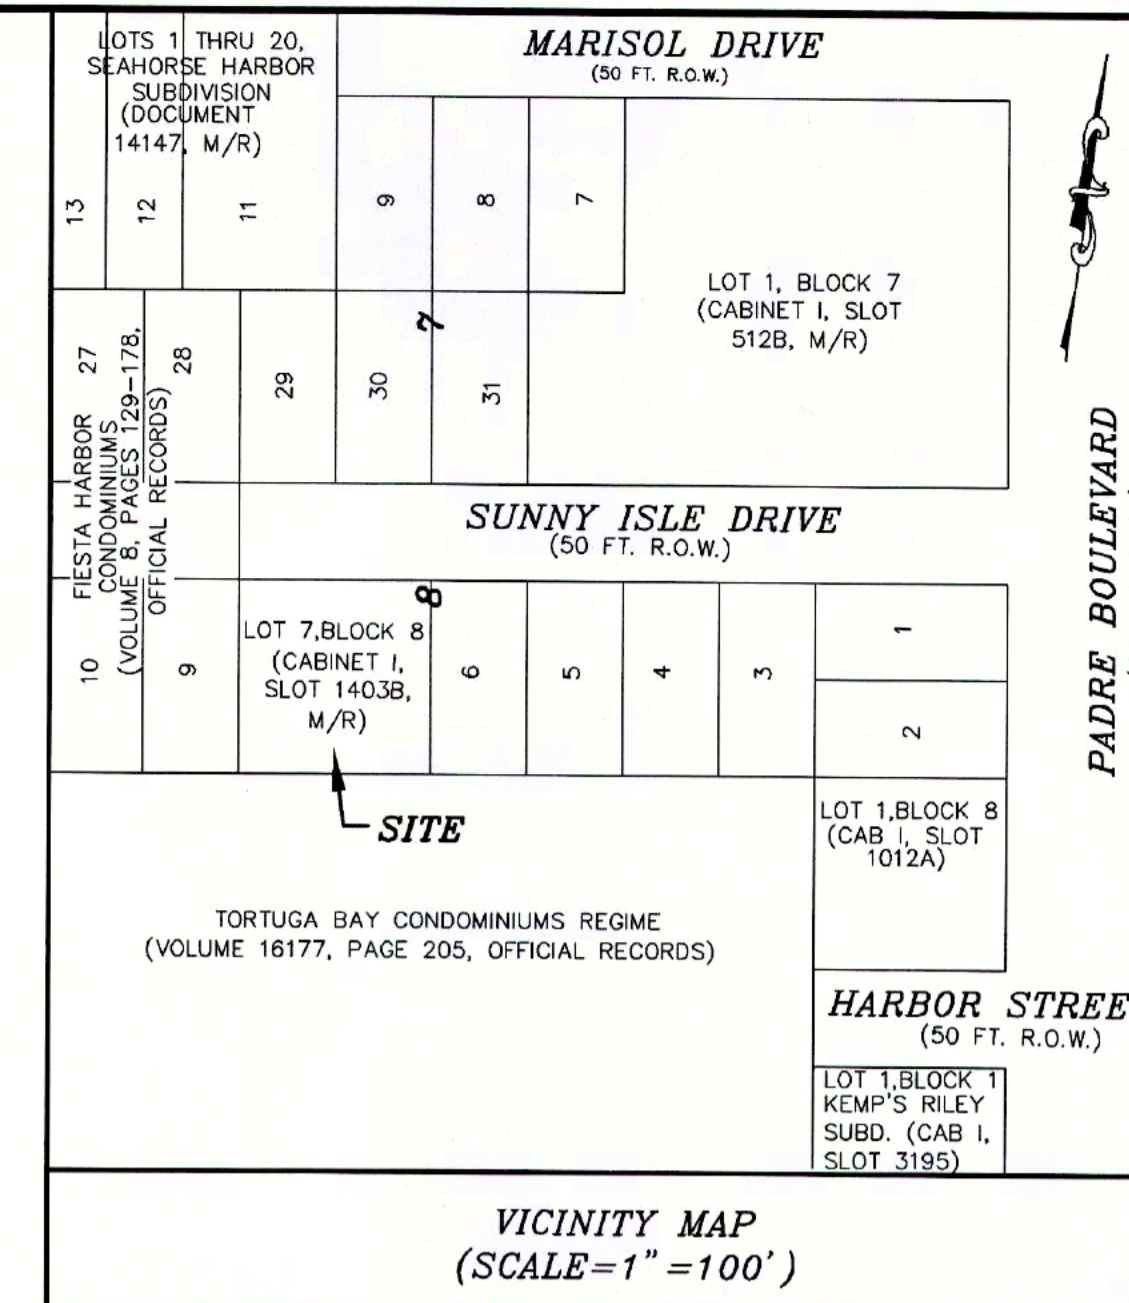 LOTS 1 THRU 20,
SEAHORSE HARBOR
SUBDIVISION
(DOCUMENT
14147, M/R)
MARISOL DRIVE
(50 FT. R.O.W.)
13
12
11
9
8
7
LOT 1, BLOCK 7
(CABINET I, SLOT
512B, M/R)
7
27
28
29
30
31
FIESTA HARBOR
CONDOMINIUMS
(VOLUME 8, PAGES 129-178,
OFFICIAL RECORDS)
SUNNY ISLE DRIVE
(50 FT. R.O.W.)
PADRE BOULEVARD
8
10
9
LOT 7,BLOCK 8
(CABINET I,
SLOT 1403B,
M/R)
6
5
4
3
1
2
SITE
LOT 1,BLOCK 8
(CAB I, SLOT
1012A)
TORTUGA BAY CONDOMINIUMS REGIME
(VOLUME 16177, PAGE 205, OFFICIAL RECORDS)
HARBOR STREE
(50 FT. R.O.W.)
LOT 1,BLOCK 1
KEMP'S RILEY
SUBD. (CAB I,
SLOT 3195)
VICINITY MAP
(SCALE=1"=100')